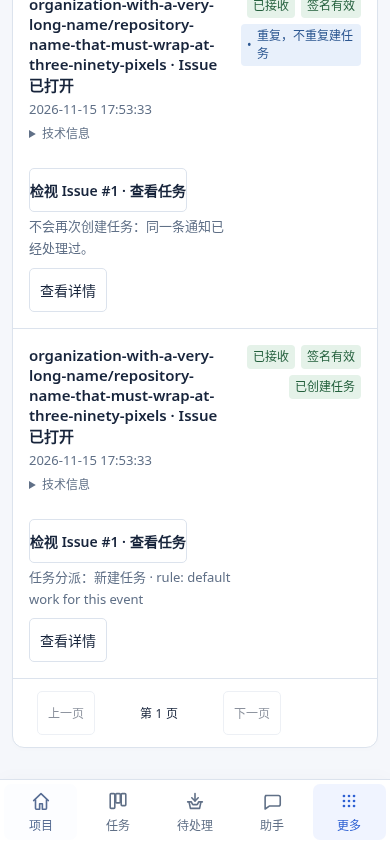 organization-with-a-very-
long-name/repository-
name-that-must-wrap-at-
three-ninety-pixels · Issue
已打开
已接收 签名有效
• 重复，不重复建任
务
2026-11-15 17:53:33
▶ 技术信息
检视 Issue #1 · 查看任务
不会再次创建任务：同一条通知已
经处理过。
查看详情
organization-with-a-very-
long-name/repository-
name-that-must-wrap-at-
three-ninety-pixels · Issue
已打开
已接收 签名有效
已创建任务
2026-11-15 17:53:33
▶ 技术信息
检视 Issue #1 · 查看任务
任务分派：新建任务 · rule: default
work for this event
查看详情
上一页 第 1 页 下一页
项目 任务 待处理 助手 更多